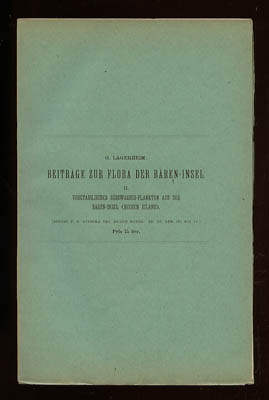 G. LAGERHEIM:
BEITRÄGE ZUR FLORA DER BÄREN-INSEL
II.
VEGETABILISCHES SÜSSWASSER-PLANKTON AUS DER
BÄREN-INSEL (BEEREN EILAND).
Pris 25 öre.